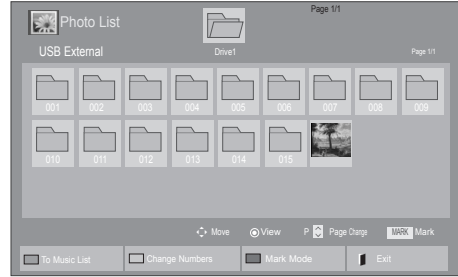 Page 1/1
Photo List
USB External
Drive1
Page 1/1
001 002 003 004 005 006 007 008 009
010 011 012 013 014 015
Move View P Page Change MARK Mark
To Music List Change Numbers Mark Mode Exit